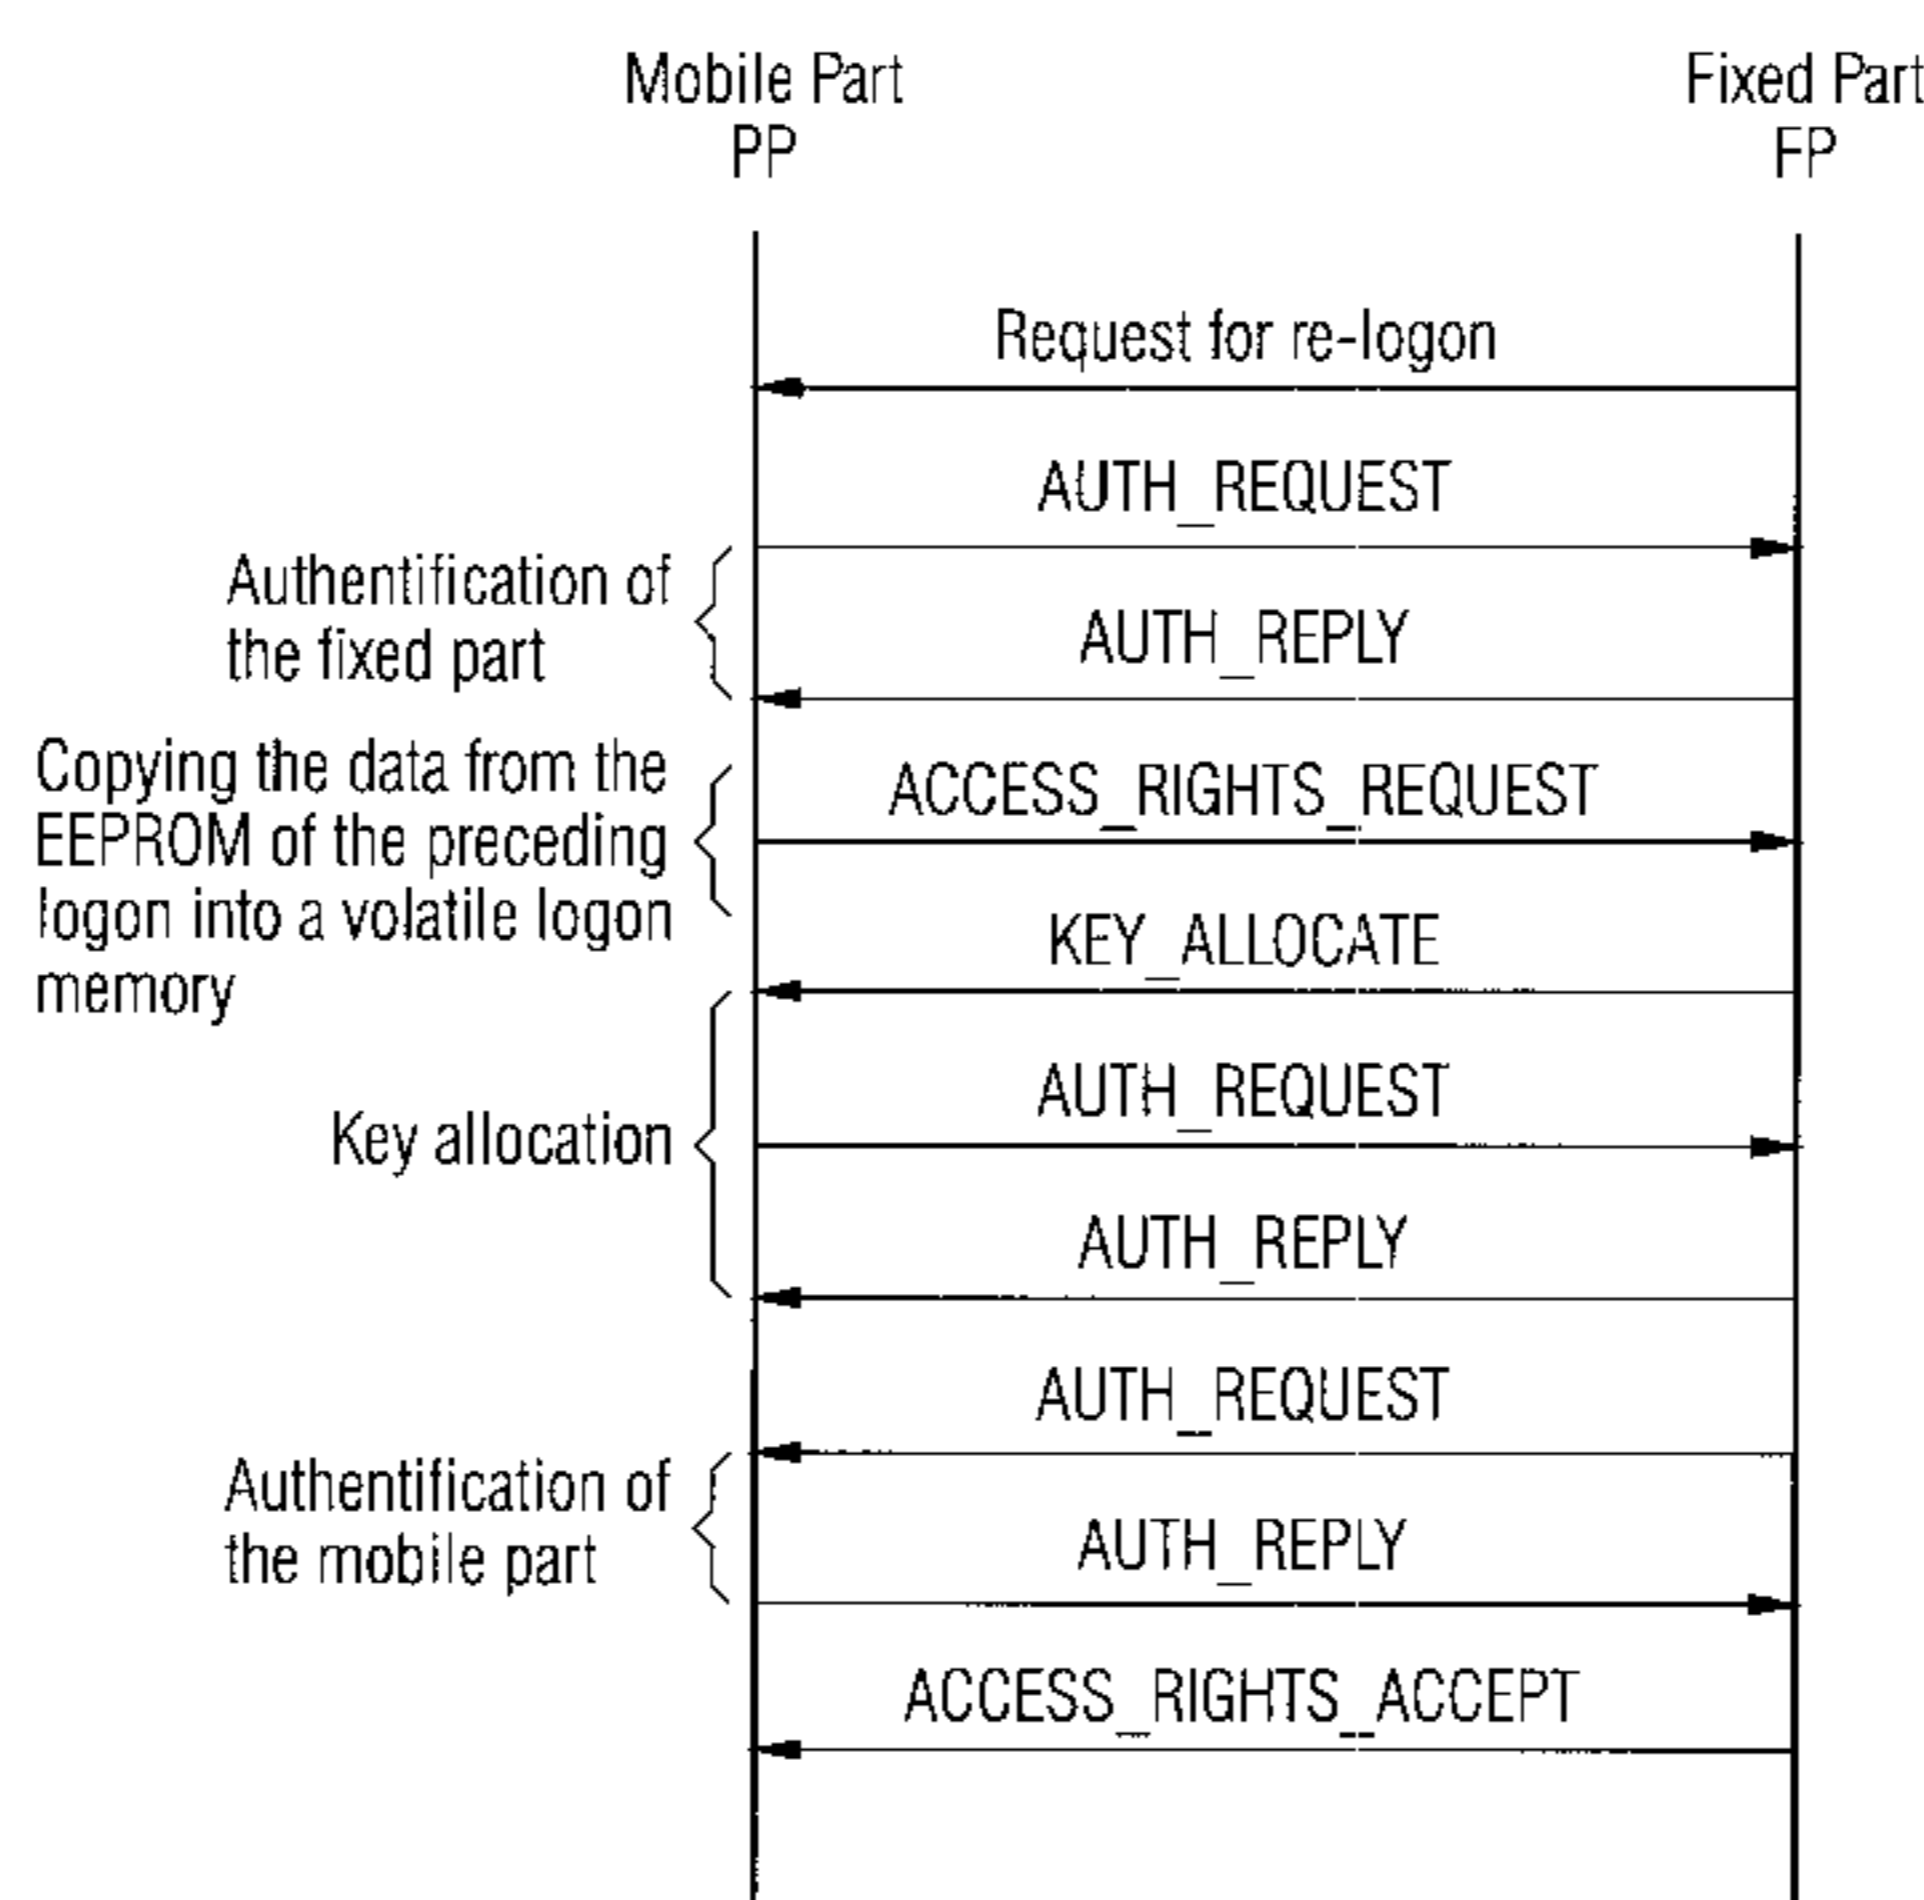 Mobile Part
PP
Fixed Part
FP
Request for re-logon
AUTH_REQUEST
Authentification of
the fixed part
AUTH_REPLY
Copying the data from the
EEPROM of the preceding
logon into a volatile logon
memory
ACCESS_RIGHTS_REQUEST
KEY_ALLOCATE
Key allocation
AUTH_REQUEST
AUTH_REPLY
AUTH_REQUEST
Authentification of
the mobile part
AUTH_REPLY
ACCESS_RIGHTS_ACCEPT